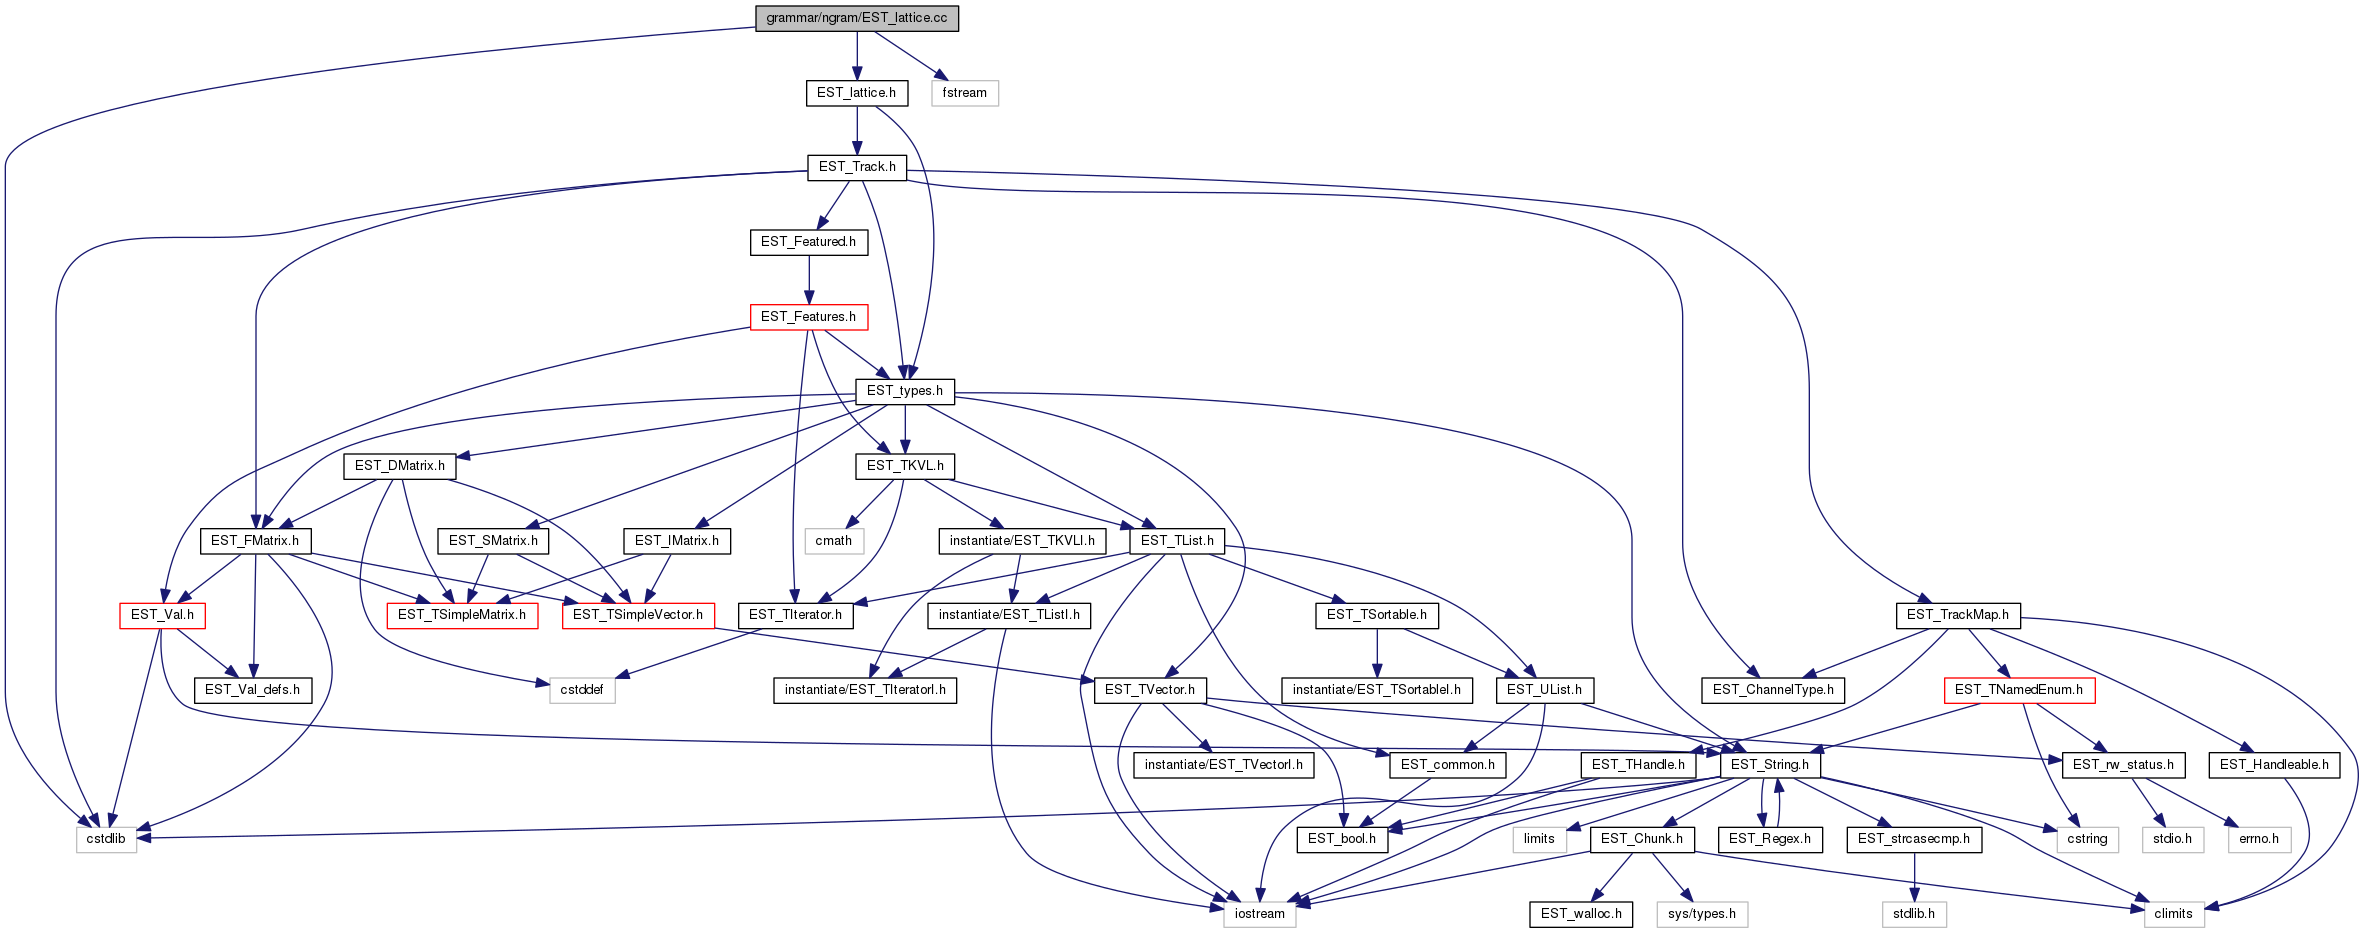 grammar/ngram/EST_lattice.cc
EST_lattice.h
fstream
EST_Track.h
EST_Featured.h
EST_Features.h
EST_types.h
EST_DMatrix.h
EST_TKVL.h
EST_FMatrix.h
EST_SMatrix.h
EST_IMatrix.h
cmath
instantiate/EST_TKVLI.h
EST_TList.h
EST_Val.h
EST_TSimpleMatrix.h
EST_TSimpleVector.h
EST_TIterator.h
instantiate/EST_TListI.h
EST_TSortable.h
EST_TrackMap.h
EST_Val_defs.h
cstddef
instantiate/EST_TIteratorI.h
EST_TVector.h
instantiate/EST_TSortableI.h
EST_UList.h
EST_ChannelType.h
EST_TNamedEnum.h
instantiate/EST_TVectorI.h
EST_common.h
EST_THandle.h
EST_String.h
EST_rw_status.h
EST_Handleable.h
cstdlib
EST_bool.h
limits
EST_Chunk.h
EST_Regex.h
EST_strcasecmp.h
cstring
stdio.h
errno.h
iostream
EST_walloc.h
sys/types.h
stdlib.h
climits